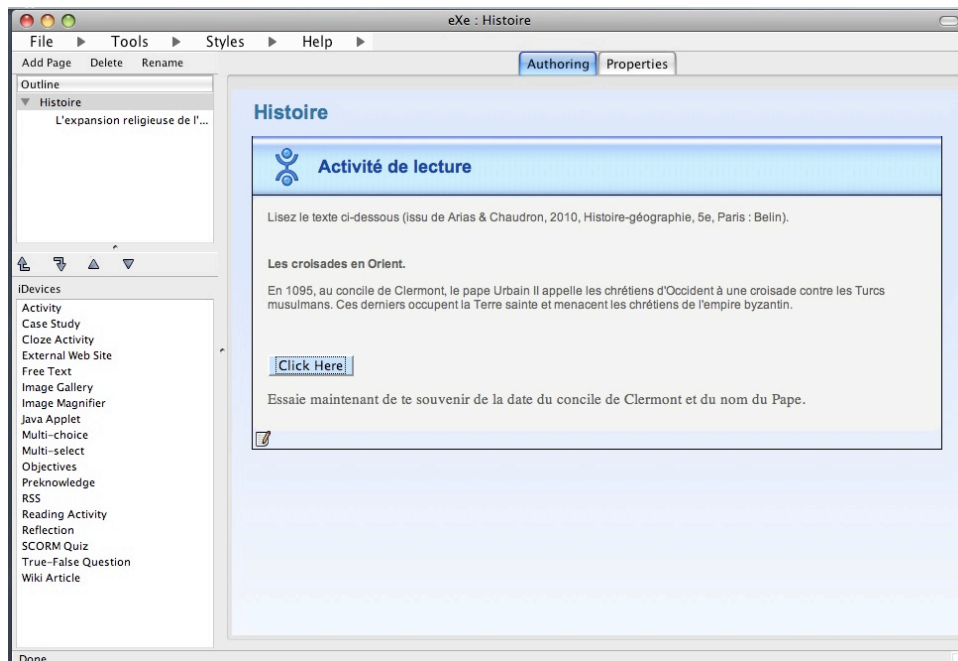 eXe : Histoire
File Tools Styles Help
Add Page Delete Rename
Authoring Properties
Outline
Histoire
L'expansion religieuse de l'...
Histoire
Activité de lecture
Lisez le texte ci-dessous (issu de Arias & Chaudron, 2010, Histoire-géographie, 5e, Paris : Belin).
Les croisades en Orient.
En 1095, au concile de Clermont, le pape Urbain II appelle les chrétiens d'Occident à une croisade contre les Turcs
musulmans. Ces derniers occupent la Terre sainte et menacent les chrétiens de l'empire byzantin.
Click Here
Essaie maintenant de te souvenir de la date du concile de Clermont et du nom du Pape.
iDevices
Activity
Case Study
Cloze Activity
External Web Site
Free Text
Image Gallery
Image Magnifier
Java Applet
Multi-choice
Multi-select
Objectives
Preknowledge
RSS
Reading Activity
Reflection
SCORM Quiz
True-False Question
Wiki Article
Done